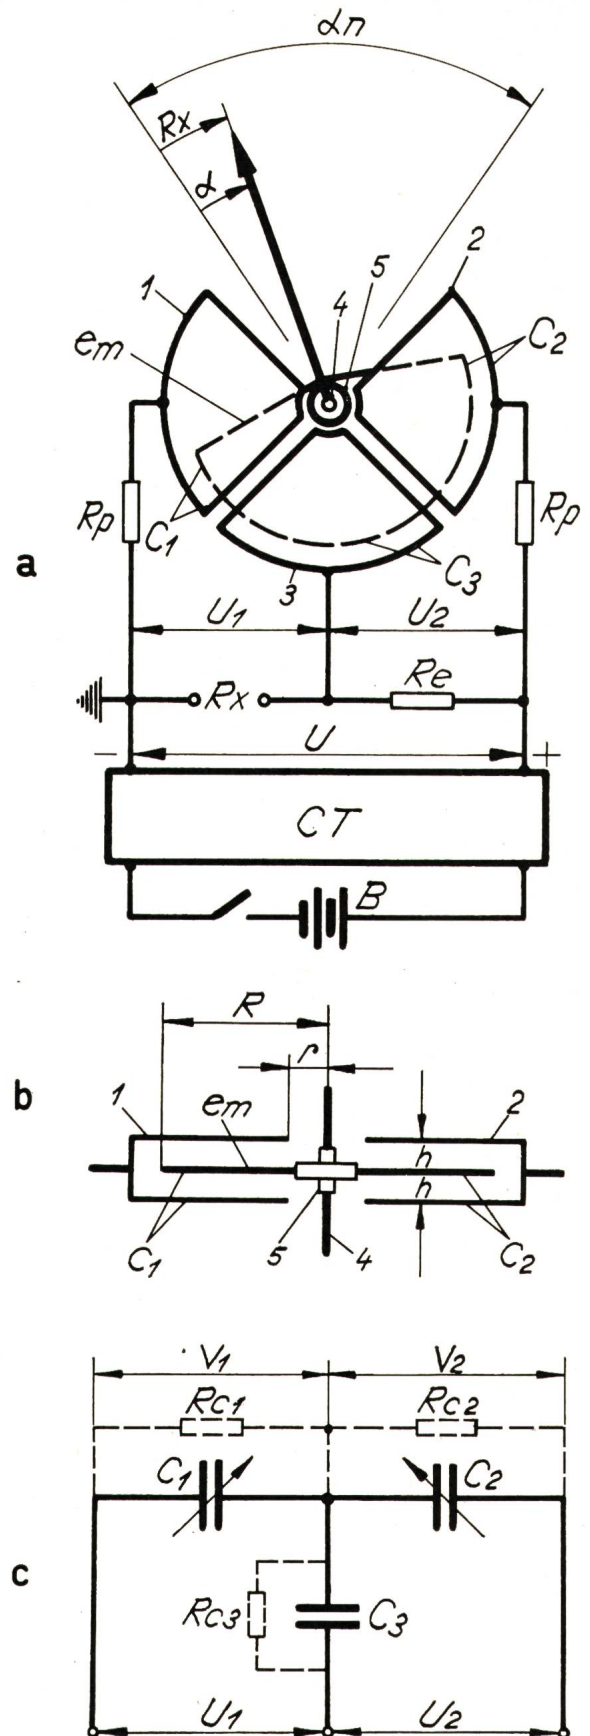 αn
Rx
α
1
4
5
2
em
C2
C1
Rp
Rp
C3
3
a
U1
U2
Rx
Re
− U +
CT
B
R
r
b
1
em
2
h
h
C1
5
4
C2
V1
V2
RC1
RC2
C1
C2
c
RC3
C3
U1
U2